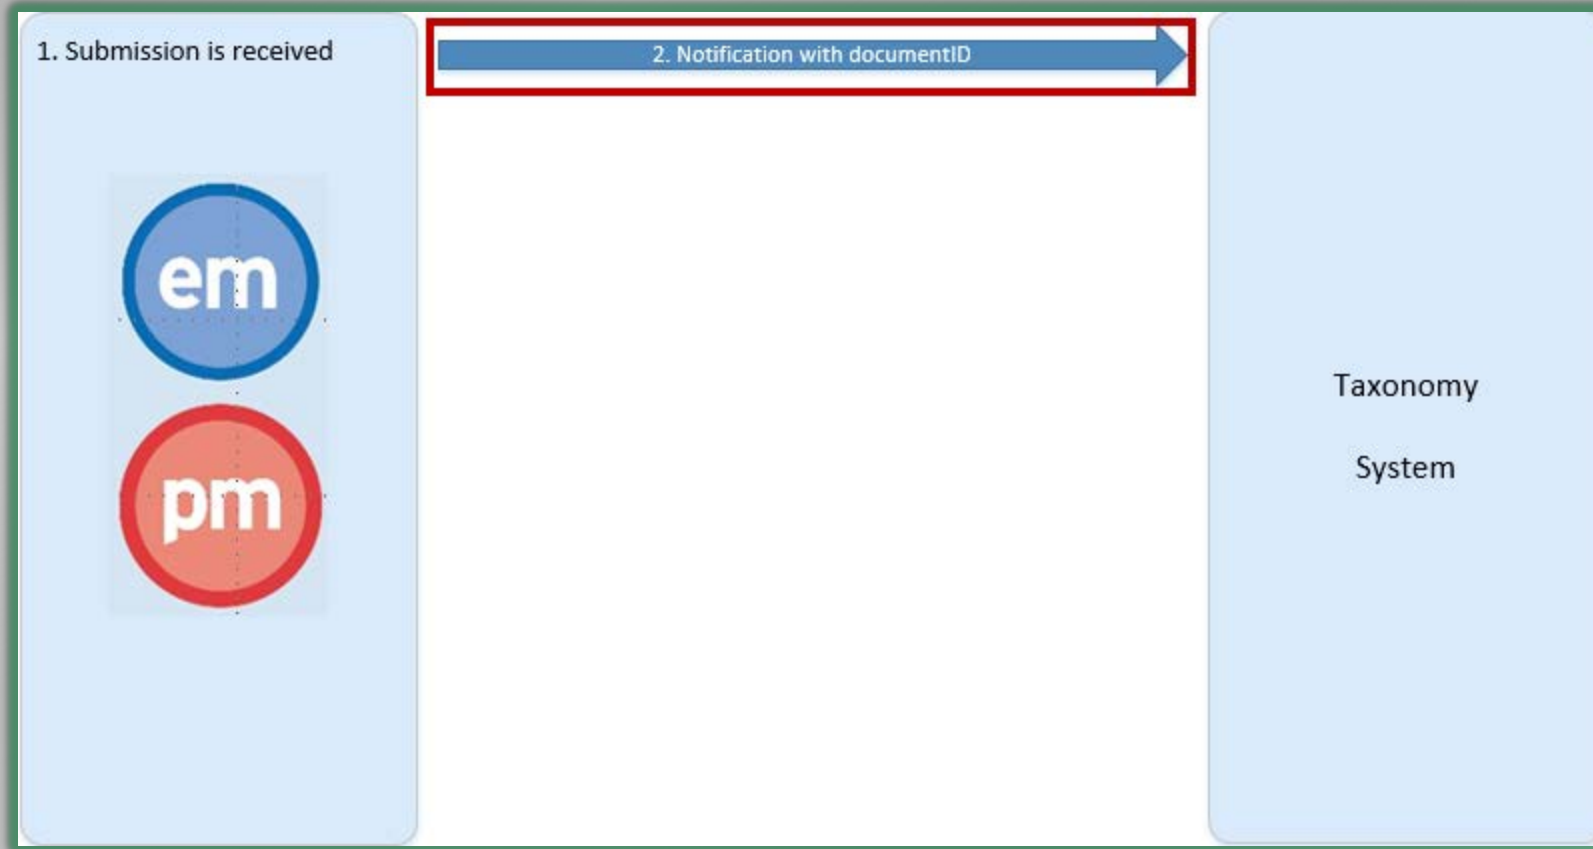 1. Submission is received
2. Notification with documentID
em
pm
Taxonomy
System